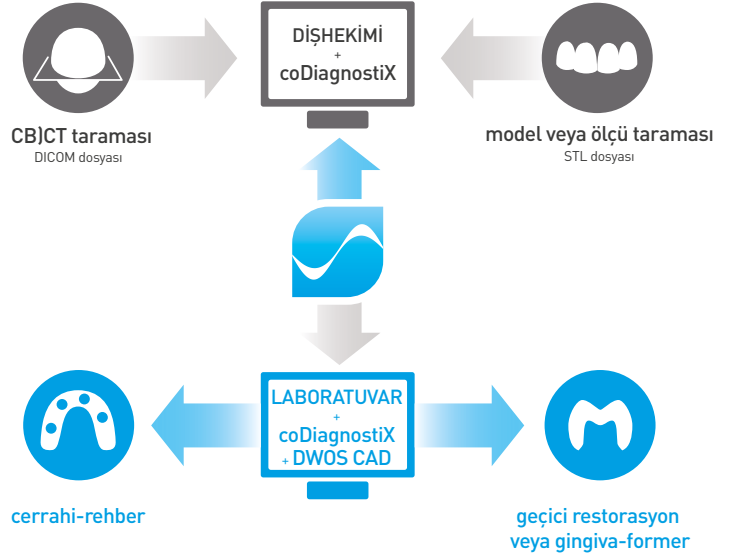 DİŞHEKİMİ
+
coDiagnostiX
CB)CT taraması
DICOM dosyası
model veya ölçü taraması
STL dosyası
LABORATUVAR
+
coDiagnostiX
+ DWOS CAD
cerrahi-rehber
geçici restorasyon
veya gingiva-former